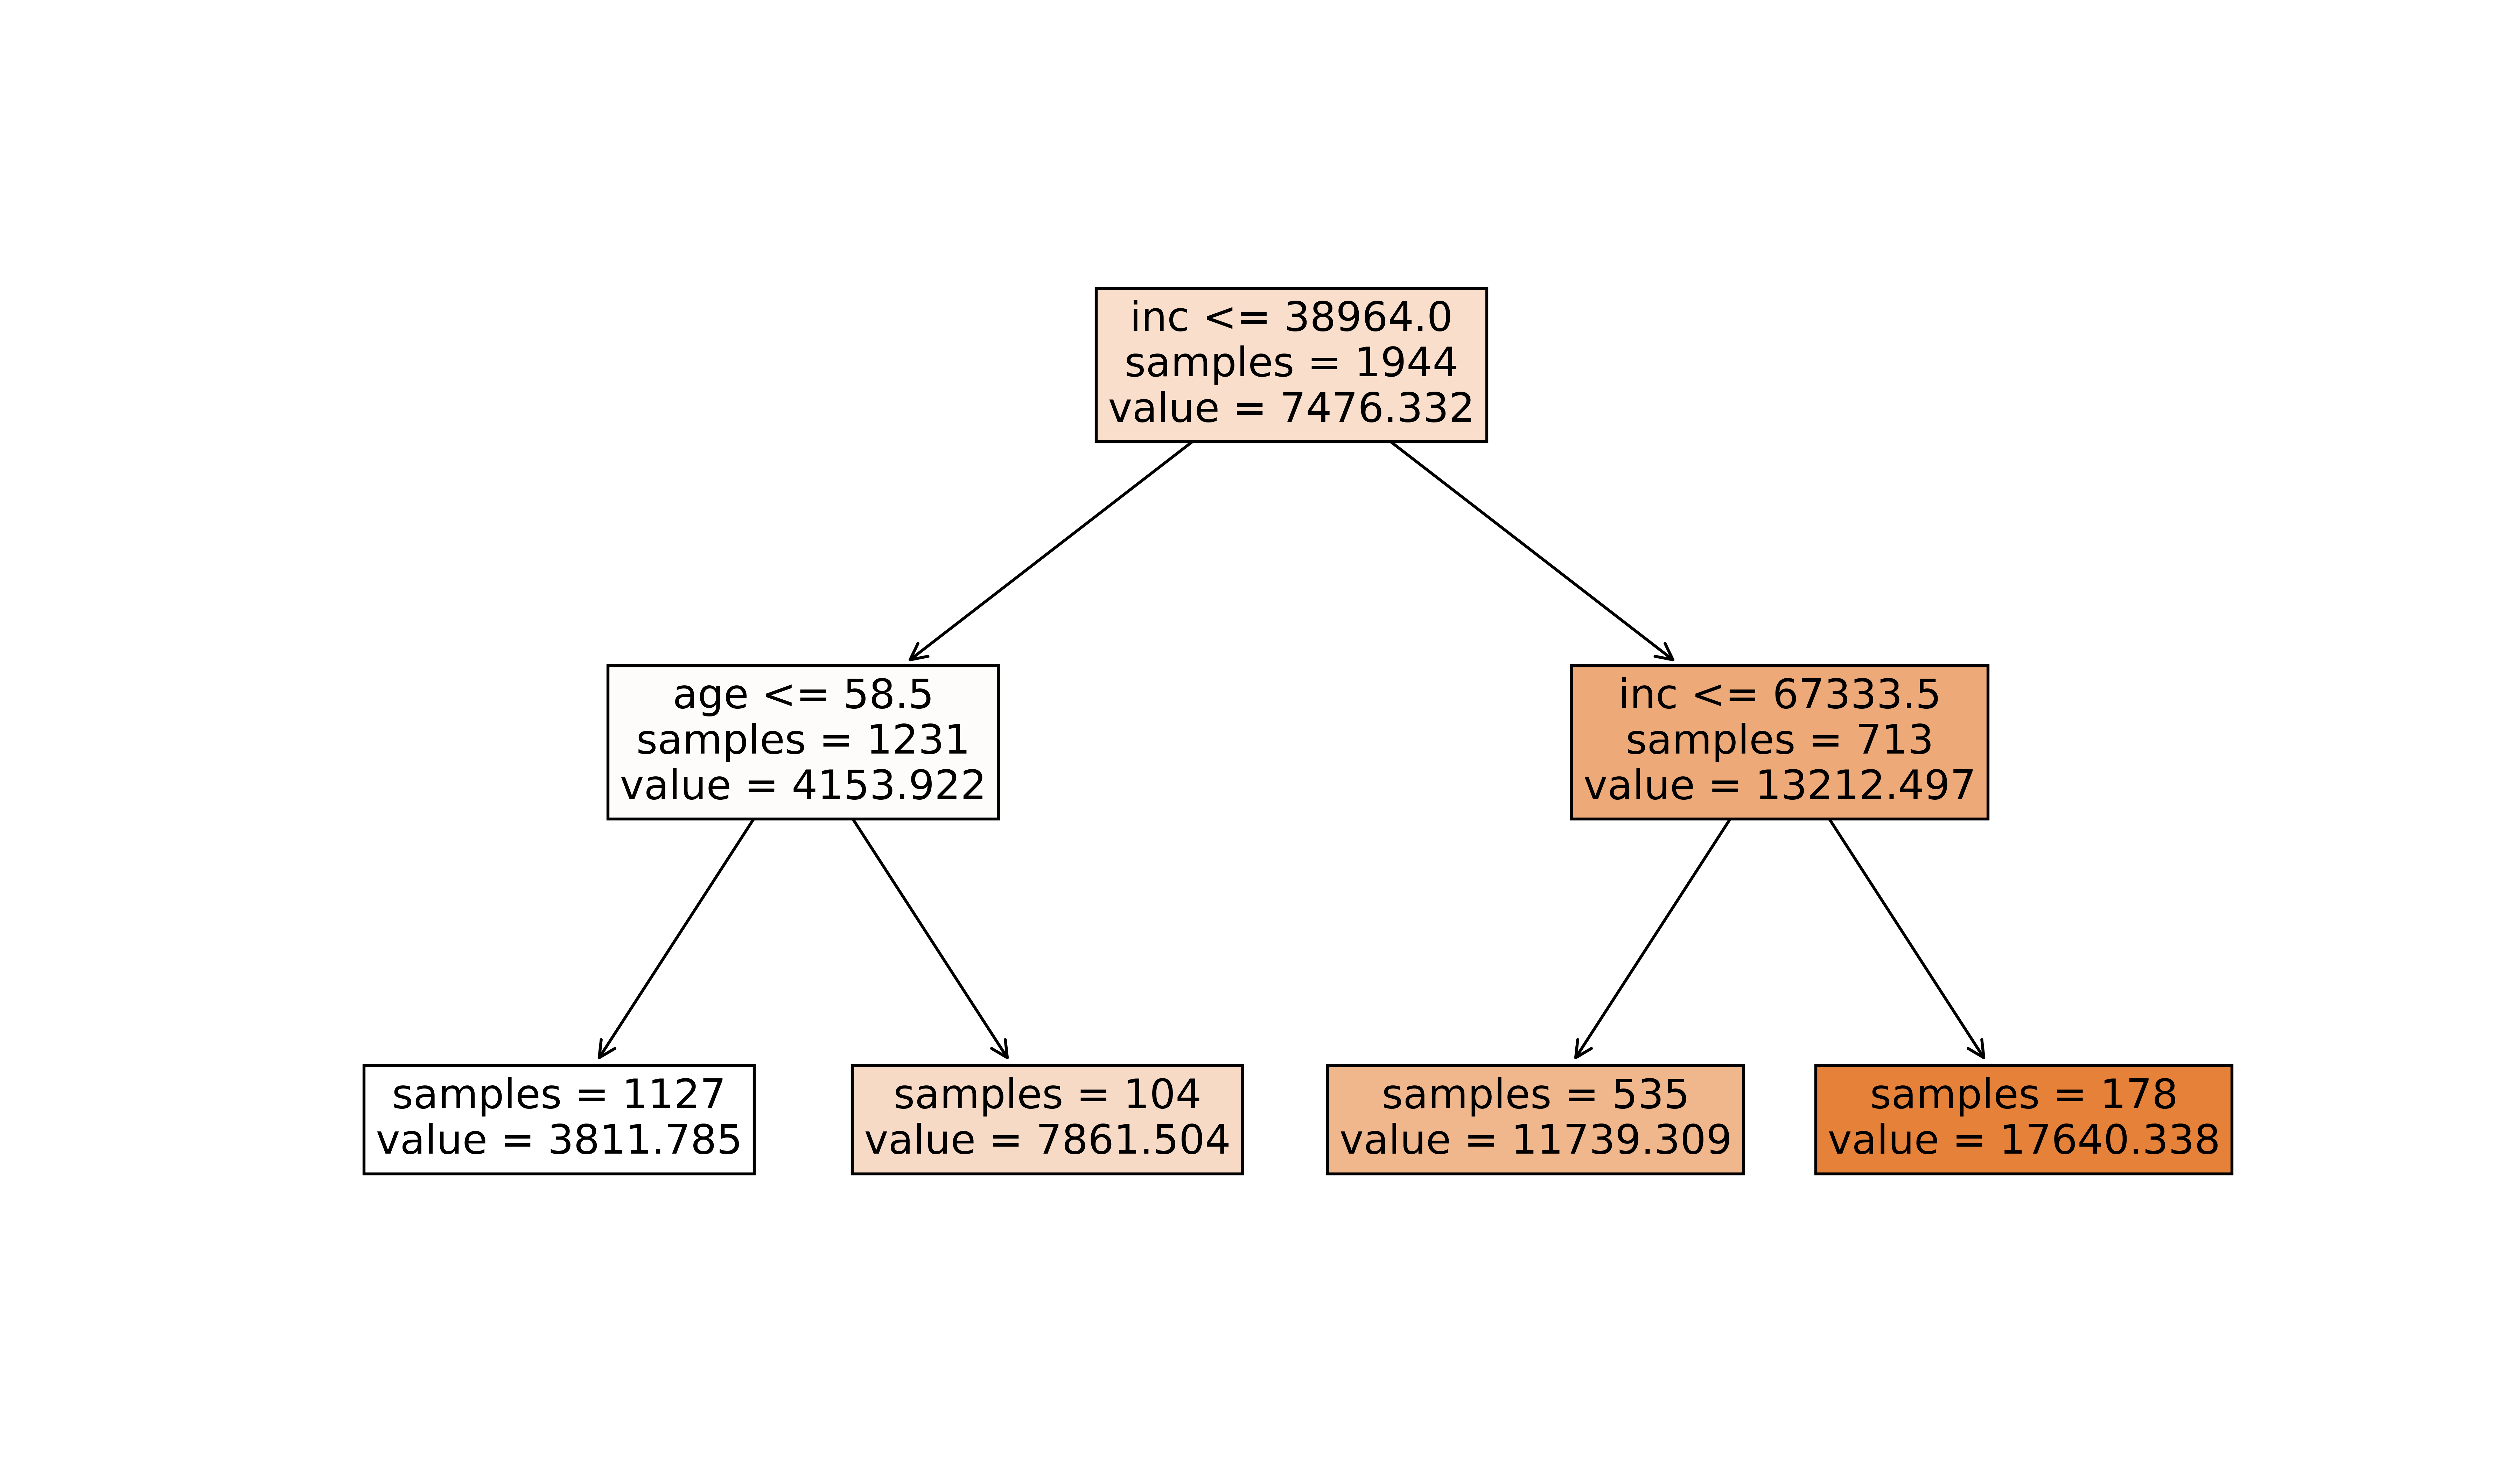 inc <= 38964.0
samples = 1944
value = 7476.332
age <= 58.5
samples = 1231
value = 4153.922
inc <= 67333.5
samples = 713
value = 13212.497
samples = 1127
value = 3811.785
samples = 104
value = 7861.504
samples = 535
value = 11739.309
samples = 178
value = 17640.338